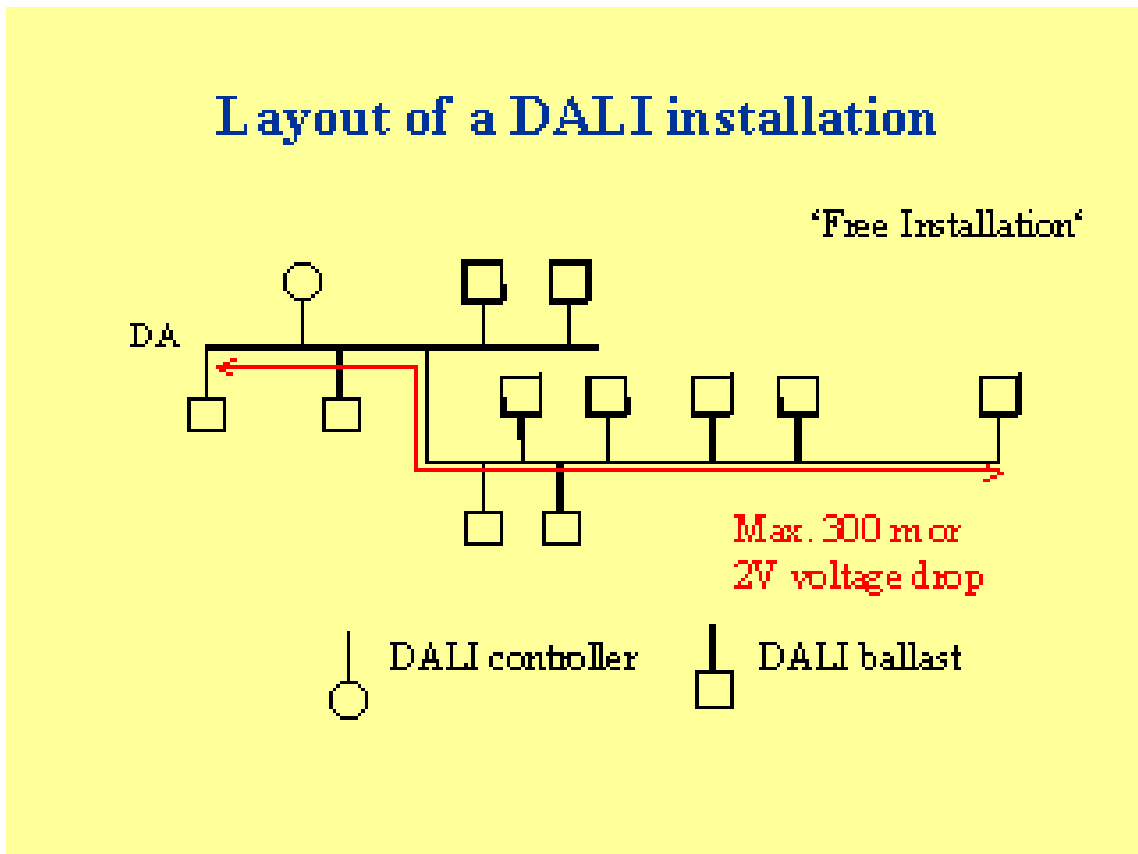 Layout of a DALI installation
‘Free Installation‘
DA
Max. 300 m or
2V voltage drop
DALI controller
DALI ballast